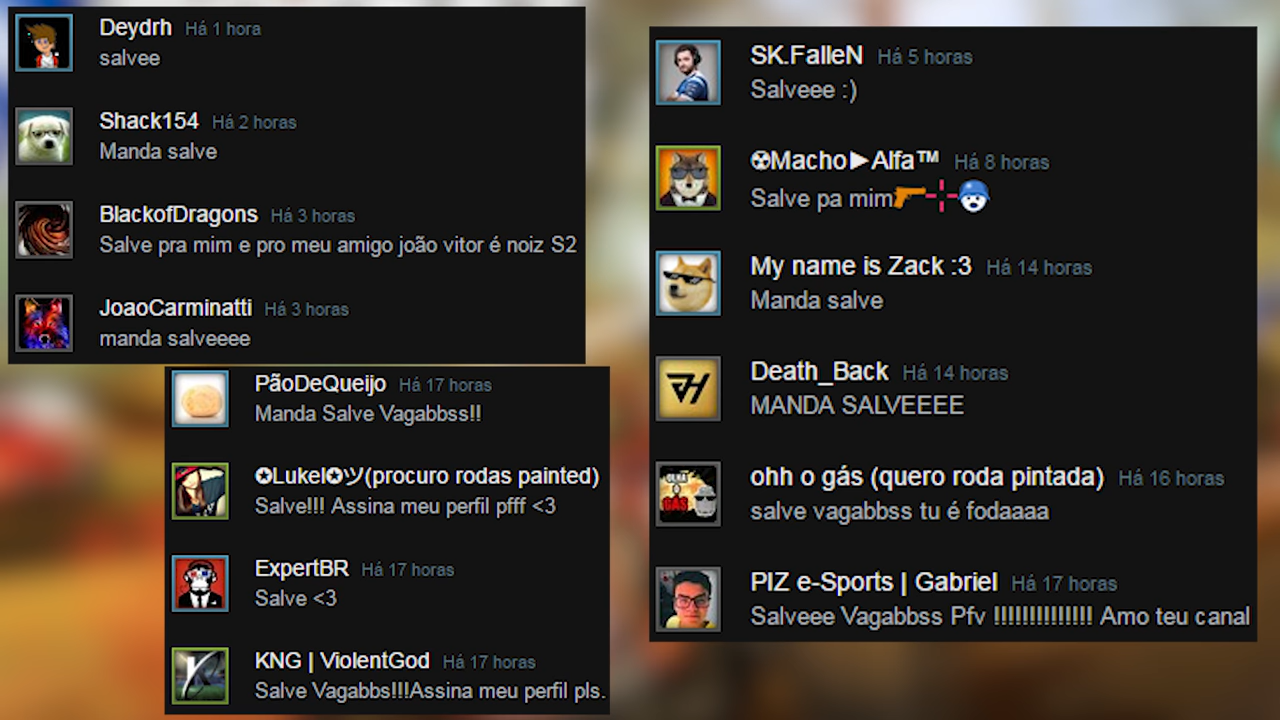 Deydrh Há 1 hora
salvee
Shack154 Há 2 horas
Manda salve
BlackofDragons Há 3 horas
Salve pra mim e pro meu amigo joão vitor é noiz S2
JoaoCarminatti Há 3 horas
manda salveeee
PãoDeQueijo Há 17 horas
Manda Salve Vagabbss!!
✪Lukel✪ツ(procuro rodas painted)
Salve!!! Assina meu perfil pfff <3
ExpertBR Há 17 horas
Salve <3
KNG | ViolentGod Há 17 horas
Salve Vagabbs!!!Assina meu perfil pls.
SK.FalleN Há 5 horas
Salveee :)
☢Macho►Alfa™ Há 8 horas
Salve pa mim
My name is Zack :3 Há 14 horas
Manda salve
Death_Back Há 14 horas
MANDA SALVEEEE
ohh o gás (quero roda pintada) Há 16 horas
OLHA O GÁS
salve vagabbss tu é fodaaaa
PIZ e-Sports | Gabriel Há 17 horas
Salveee Vagabbss Pfv !!!!!!!!!!!!!! Amo teu canal